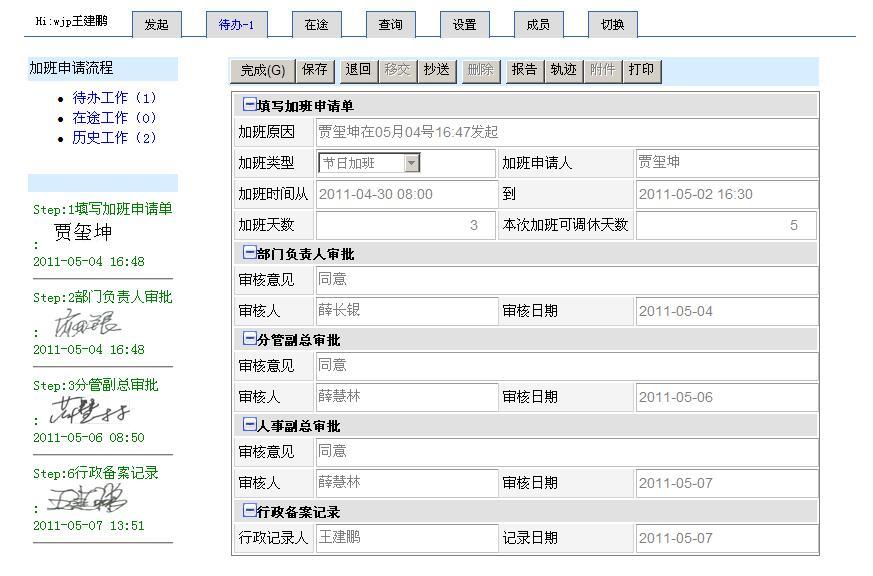 Hi:wjp王建鹏 发起 待办-1 在途 查询 设置 成员 切换
加班申请流程
待办工作（1）
在途工作（0）
历史工作（2）
Step:1填写加班申请单
贾玺坤
:
2011-05-04 16:48
Step:2部门负责人审批
薛长银
:
2011-05-04 16:48
Step:3分管副总审批
薛慧林
:
2011-05-06 08:50
Step:6行政备案记录
王建鹏
:
2011-05-07 13:51
完成(G) 保存 退回 移交 抄送 删除 报告 轨迹 附件 打印
填写加班申请单
加班原因 贾玺坤在05月04号16:47发起
加班类型 节日加班 加班申请人 贾玺坤
加班时间从 2011-04-30 08:00 到 2011-05-02 16:30
加班天数 3 本次加班可调休天数 5
部门负责人审批
审核意见 同意
审核人 薛长银 审核日期 2011-05-04
分管副总审批
审核意见 同意
审核人 薛慧林 审核日期 2011-05-06
人事副总审批
审核意见 同意
审核人 薛慧林 审核日期 2011-05-07
行政备案记录
行政记录人 王建鹏 记录日期 2011-05-07